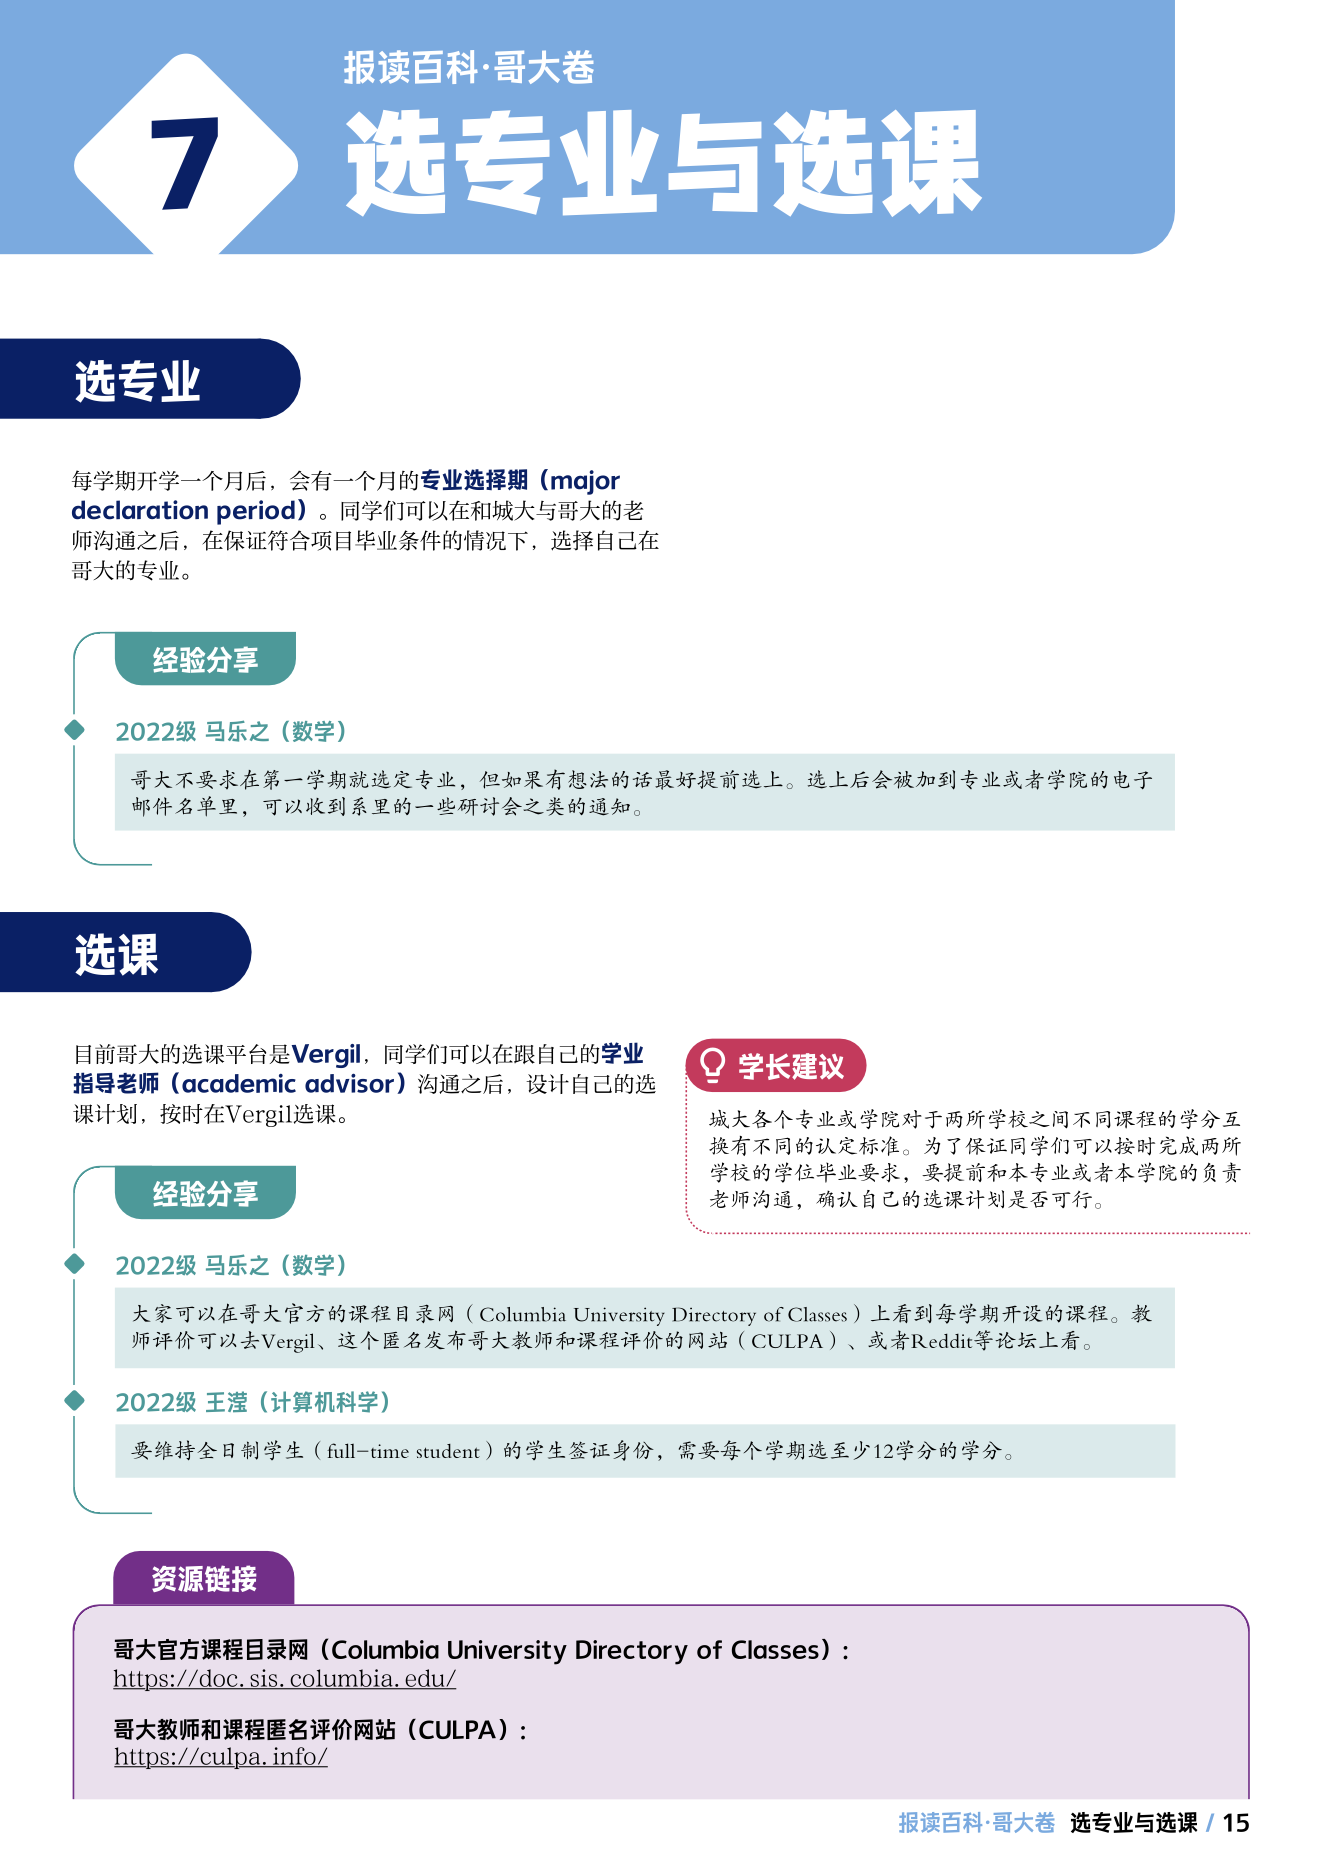 7
报读百科·哥大卷
选专业与选课
选专业
每学期开学一个月后，会有一个月的专业选择期（major
declaration period）。同学们可以在和城大与哥大的老
师沟通之后，在保证符合项目毕业条件的情况下，选择自己在
哥大的专业。
经验分享
2022级 马乐之（数学）
哥大不要求在第一学期就选定专业，但如果有想法的话最好提前选上。选上后会被加到专业或者学院的电子
邮件名单里，可以收到系里的一些研讨会之类的通知。
选课
目前哥大的选课平台是Vergil，同学们可以在跟自己的学业
指导老师（academic advisor）沟通之后，设计自己的选
课计划，按时在Vergil选课。
学长建议
城大各个专业或学院对于两所学校之间不同课程的学分互
换有不同的认定标准。为了保证同学们可以按时完成两所
学校的学位毕业要求，要提前和本专业或者本学院的负责
老师沟通，确认自己的选课计划是否可行。
经验分享
2022级 马乐之（数学）
大家可以在哥大官方的课程目录网（Columbia University Directory of Classes）上看到每学期开设的课程。教
师评价可以去Vergil、这个匿名发布哥大教师和课程评价的网站（CULPA）、或者Reddit等论坛上看。
2022级 王滢（计算机科学）
要维持全日制学生（full-time student）的学生签证身份，需要每个学期选至少12学分的学分。
资源链接
哥大官方课程目录网（Columbia University Directory of Classes）:
https://doc.sis.columbia.edu/
哥大教师和课程匿名评价网站（CULPA）:
https://culpa.info/
报读百科·哥大卷 选专业与选课 / 15